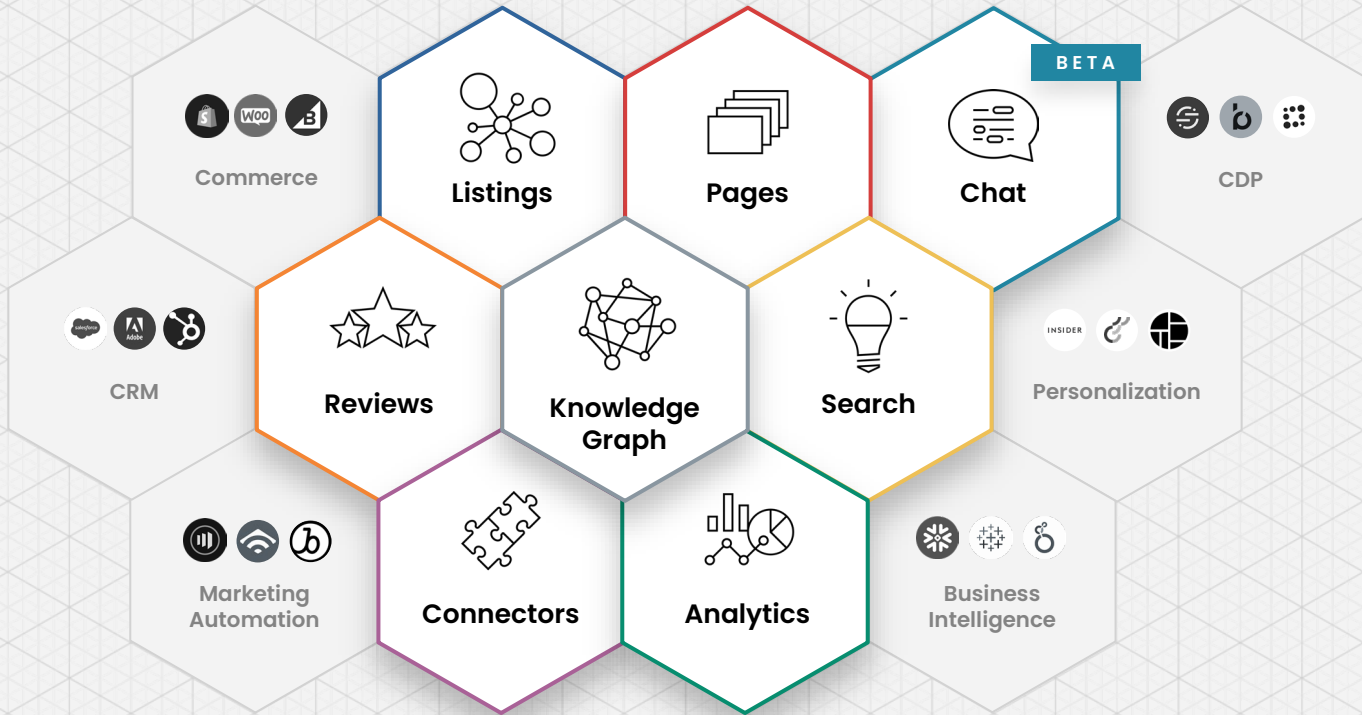 BETA
S
WOO
B
Commerce
Listings
Pages
Chat
b
CDP
salesforce
Adobe
CRM
Reviews
Knowledge
Graph
Search
INSIDER
Personalization
Marketing
Automation
Connectors
Analytics
Business
Intelligence